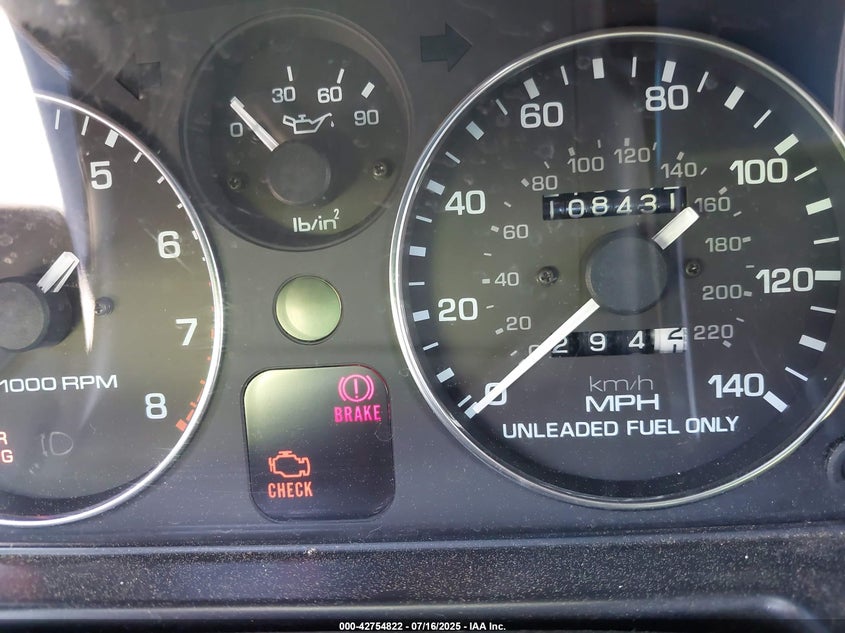 0 30 60 90
lb/in²
5
6
7
8
1000 RPM
BRAKE
CHECK
0 20 40 60 80 100 120 140
20 40 60 80 100 120 140 160 180 200 220
108431
294
km/h
MPH
UNLEADED FUEL ONLY
000-42754822 - 07/16/2025 - IAA Inc.